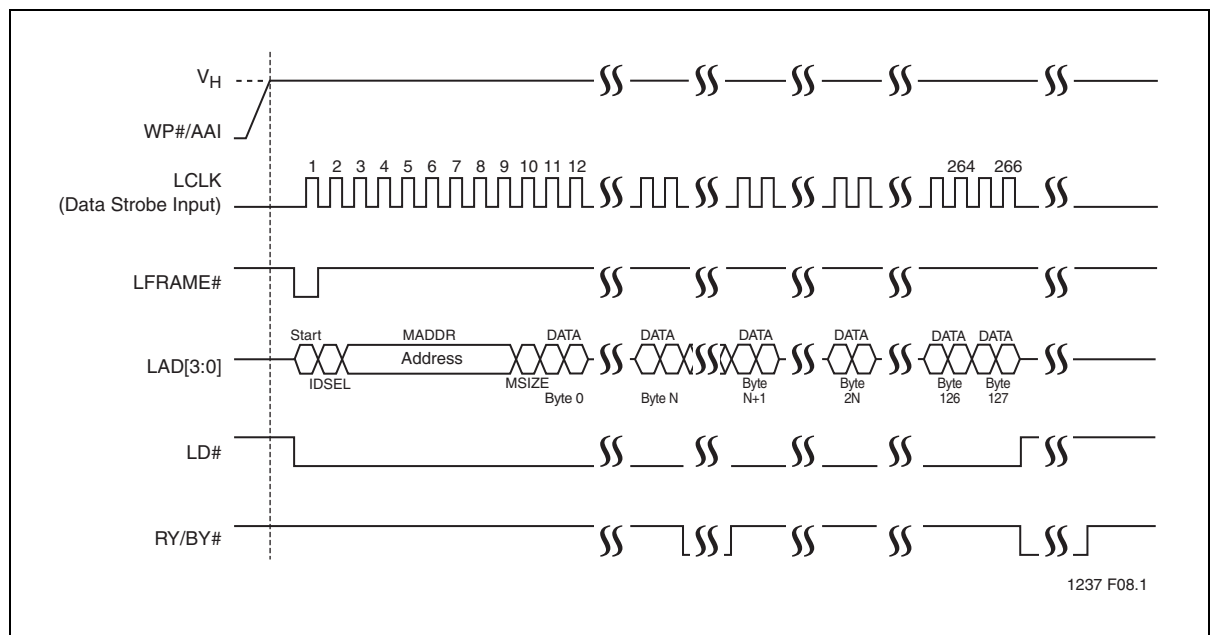 VH
WP#/AAI
1 2 3 4 5 6 7 8 9 10 11 12 264 266
LCLK
(Data Strobe Input)
LFRAME#
Start MADDR DATA DATA DATA DATA DATA DATA
LAD[3:0] Address
IDSEL MSIZE Byte 0 Byte N Byte N+1 Byte 2N Byte 126 Byte 127
LD#
RY/BY#
1237 F08.1